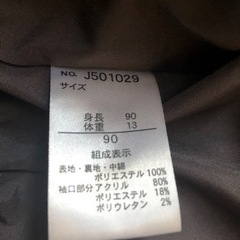 NO. J501029
サイズ
身長 90
体重 13
90
組成表示
表地・裏地・中綿
ポリエステル 100%
袖口部分 アクリル 80%
ポリエステル 18%
ポリウレタン 2%